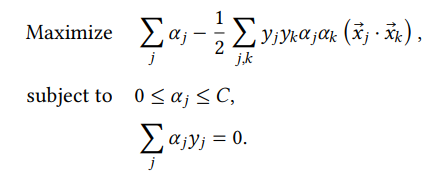 Maximize ∑_j α_j − 1/2 ∑_{j,k} y_j y_k α_j α_k (x⃗_j · x⃗_k) ,
subject to 0 ≤ α_j ≤ C,
∑_j α_j y_j = 0.